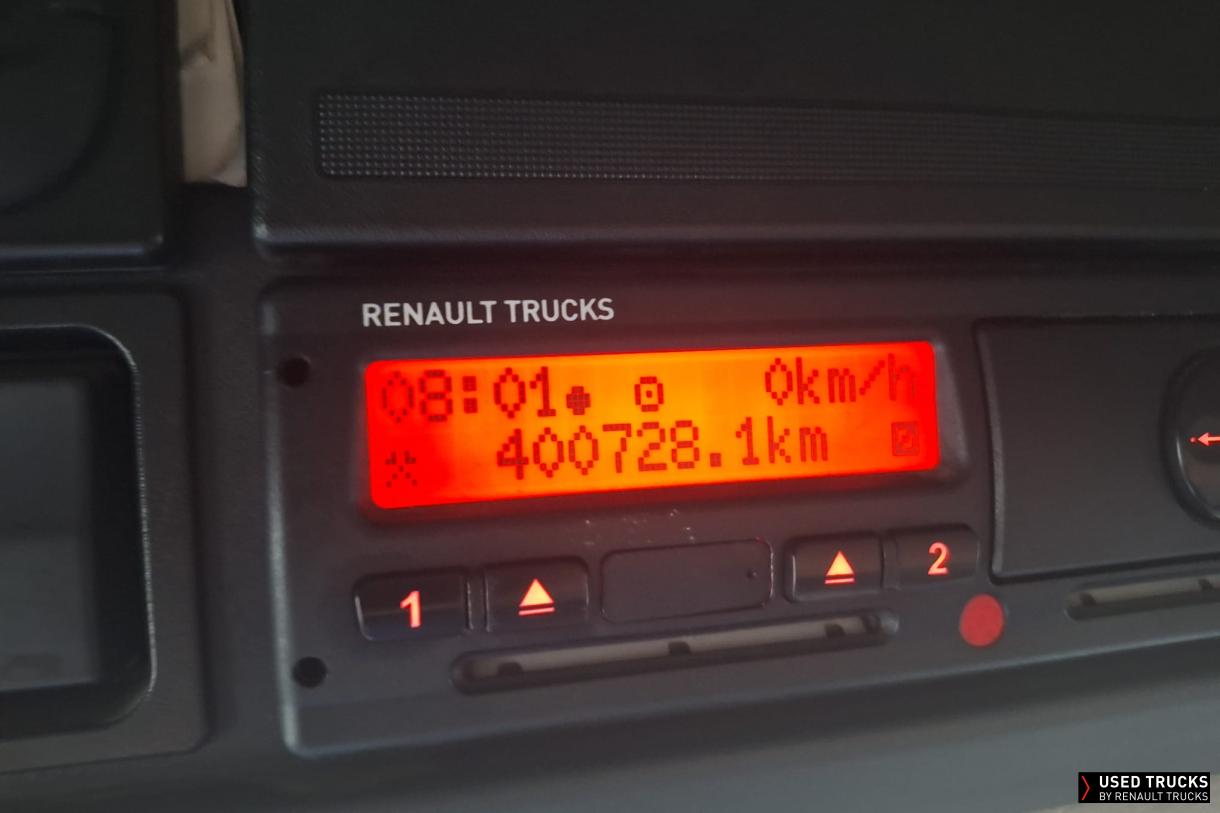 RENAULT TRUCKS
08:01 0km/h
400728.1km
1 2
USED TRUCKS
BY RENAULT TRUCKS